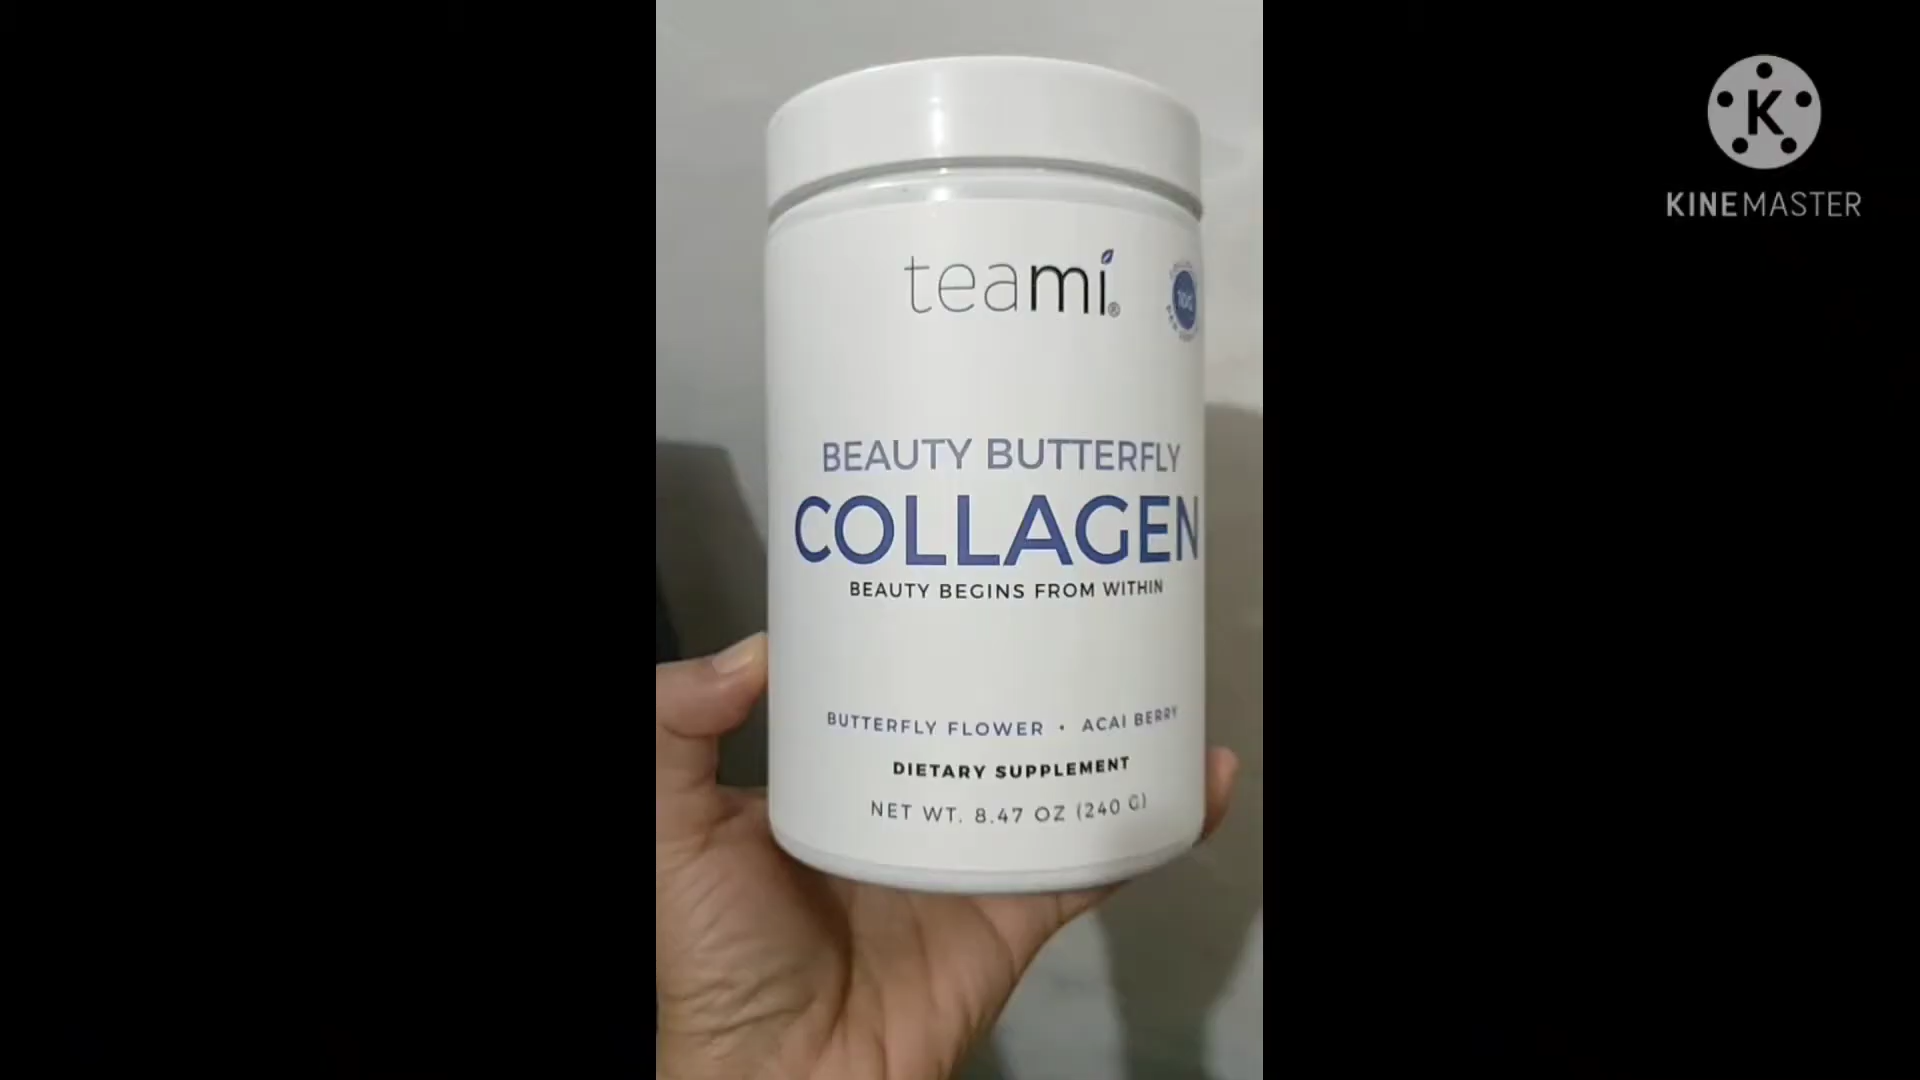 teami®
10G
BEAUTY BUTTERFLY
COLLAGEN
BEAUTY BEGINS FROM WITHIN
BUTTERFLY FLOWER • ACAI BERRY
DIETARY SUPPLEMENT
NET WT. 8.47 OZ (240 G)
K
KINEMASTER